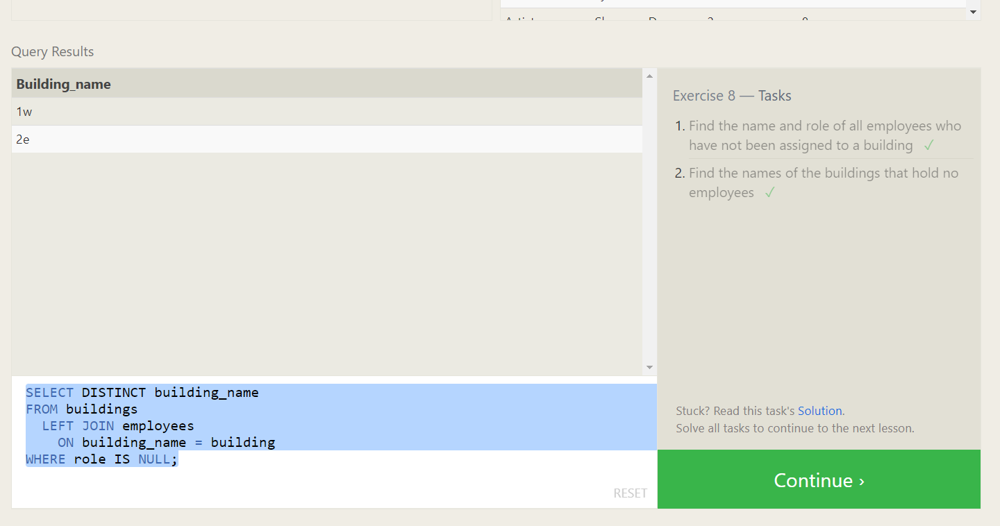 Query Results
Building_name
1w
2e
Exercise 8 — Tasks
1. Find the name and role of all employees who
have not been assigned to a building ✓
2. Find the names of the buildings that hold no
employees ✓
SELECT DISTINCT building_name
FROM buildings
LEFT JOIN employees
ON building_name = building
WHERE role IS NULL;
RESET
Stuck? Read this task's Solution.
Solve all tasks to continue to the next lesson.
Continue ›